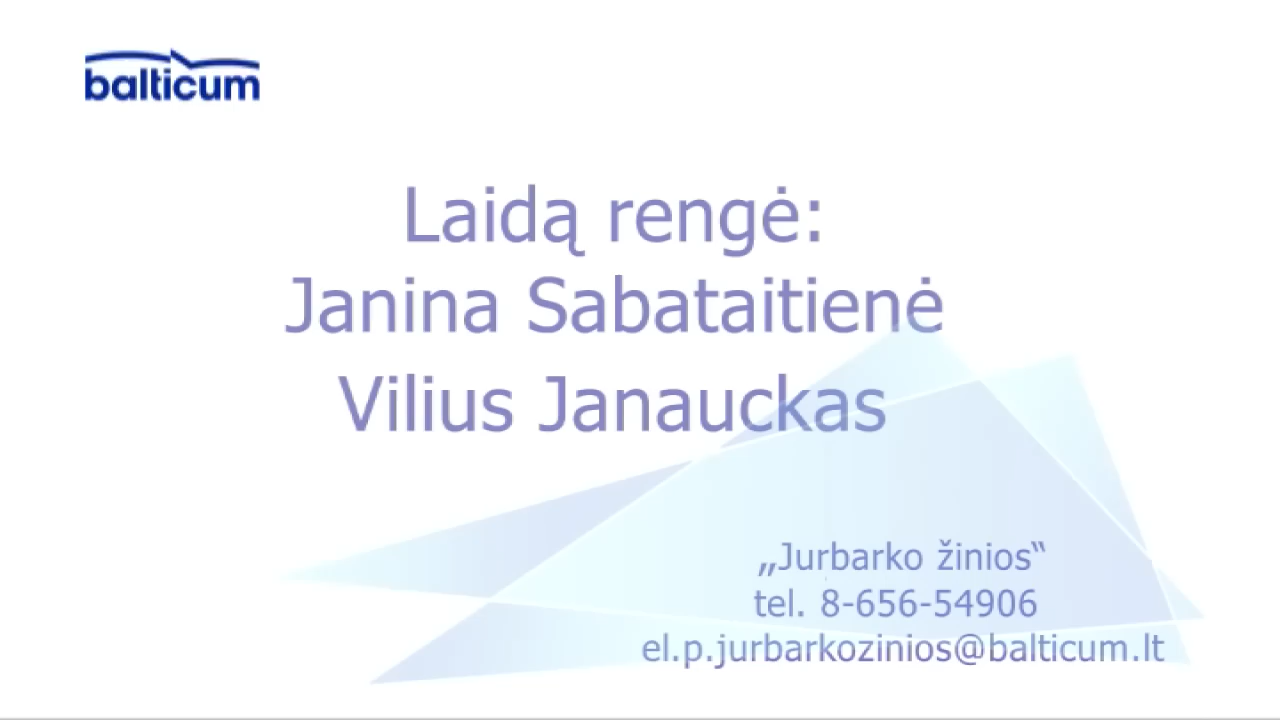 balticum
Laidą rengė:
Janina Sabataitienė
Vilius Janauckas
„Jurbarko žinios“
tel. 8-656-54906
el.p.jurbarkozinios@balticum.lt